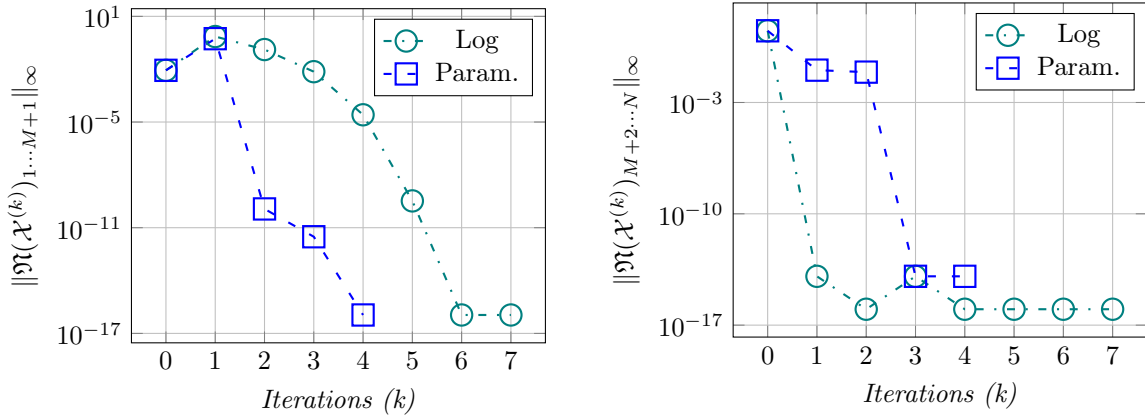 10^1
10^−5
10^−11
10^−17
0 1 2 3 4 5 6 7
Iterations (k)
‖𝔑(𝒳^(k))_{1⋯M+1}‖_∞
Log
Param.
10^−3
10^−10
10^−17
0 1 2 3 4 5 6 7
Iterations (k)
‖𝔑(𝒳^(k))_{M+2⋯N}‖_∞
Log
Param.